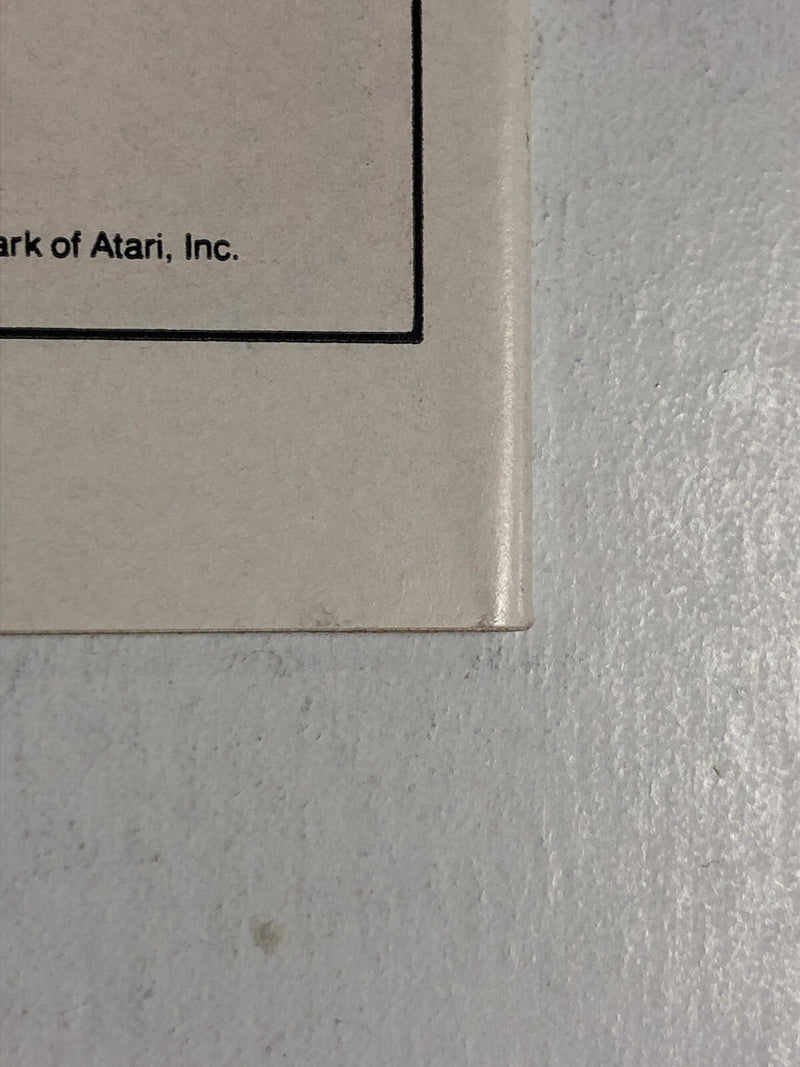 ark of Atari, Inc.